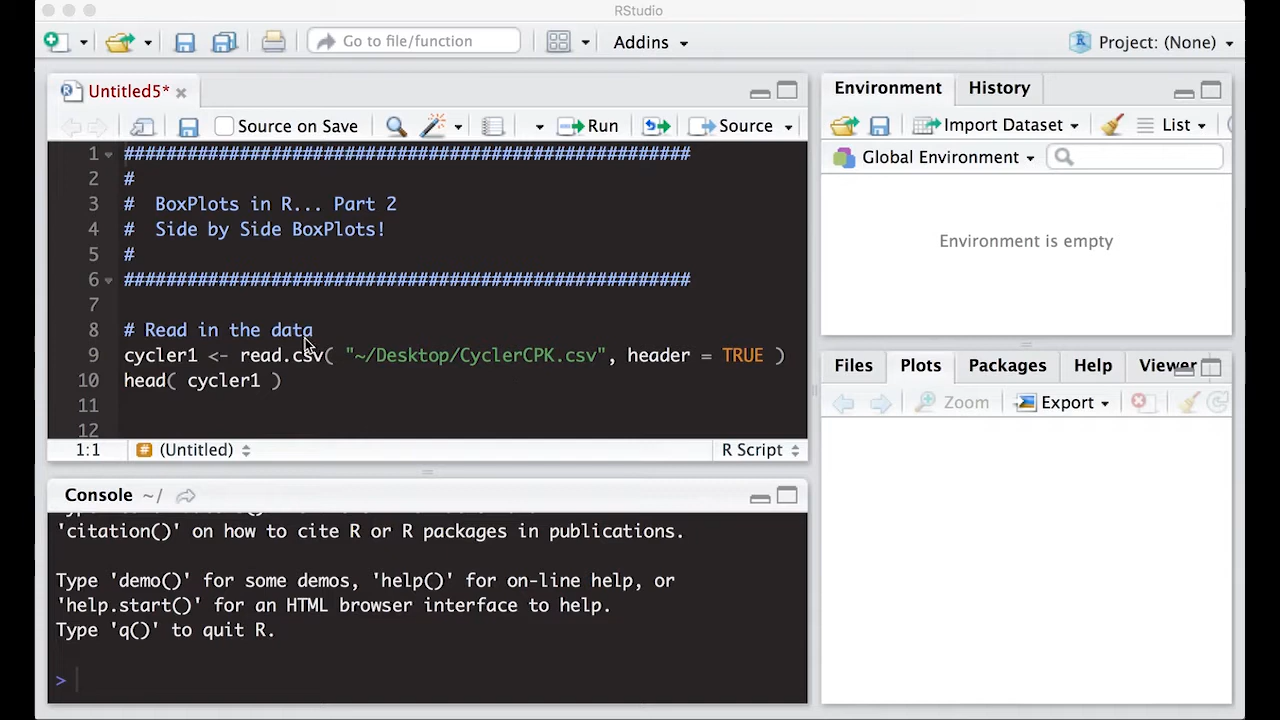 RStudio
Go to file/function
Addins
Project: (None)
Untitled5*
Source on Save
Run
Source
1 ######################################################
2 #
3 #  BoxPlots in R... Part 2
4 #  Side by Side BoxPlots!
5 #
6 ######################################################
7
8 # Read in the data
9 cycler1 <- read.csv( "~/Desktop/CyclerCPK.csv", header = TRUE )
10 head( cycler1 )
11
12
1:1
(Untitled)
R Script
Console ~/
'citation()' on how to cite R or R packages in publications.
Type 'demo()' for some demos, 'help()' for on-line help, or
'help.start()' for an HTML browser interface to help.
Type 'q()' to quit R.
>
Environment History
Import Dataset
List
Global Environment
Environment is empty
Files Plots Packages Help Viewer
Zoom
Export